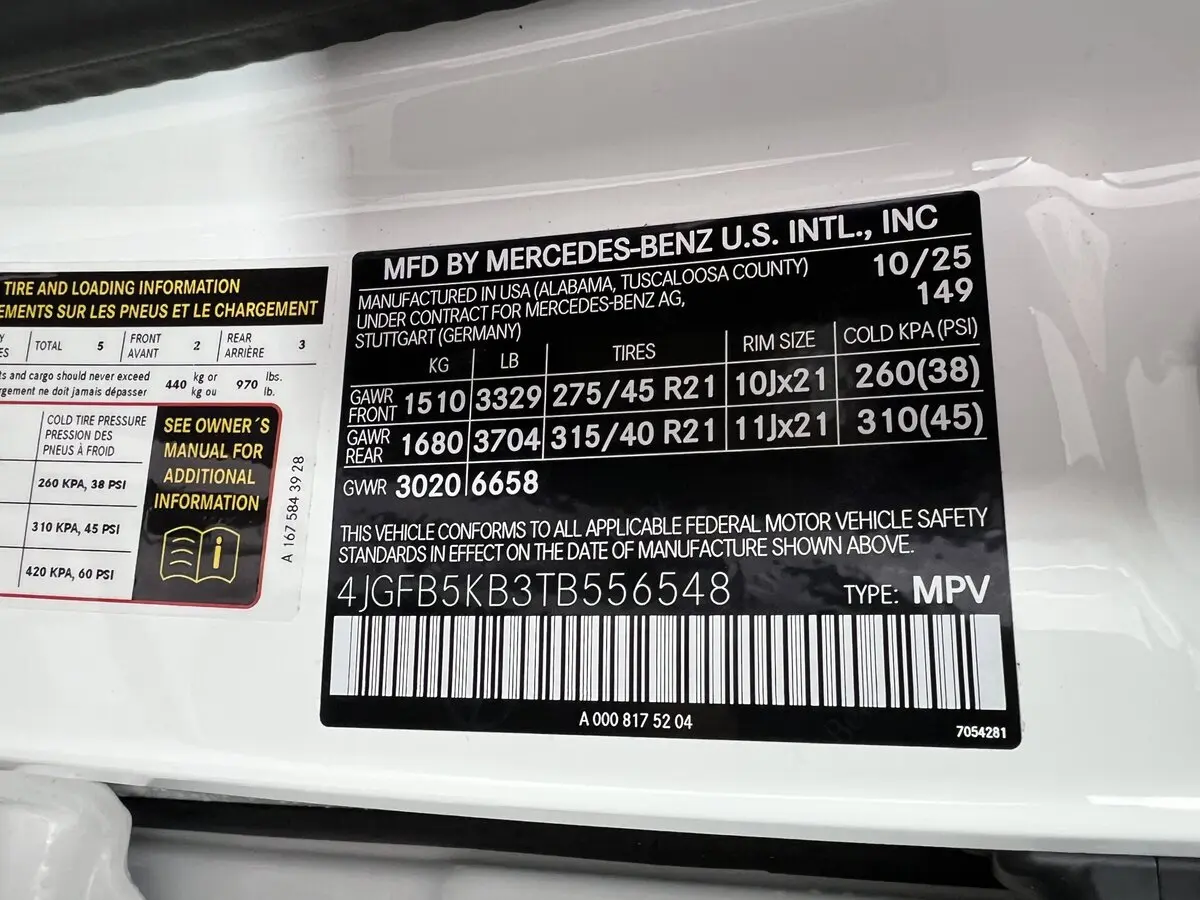 TIRE AND LOADING INFORMATION
EMENTS SUR LES PNEUS ET LE CHARGEMENT
TOTAL 5 FRONT AVANT 2 REAR ARRIÈRE 3
and cargo should never exceed 440 kg or 970 lbs.
ne doit jamais dépasser kg ou lb.
COLD TIRE PRESSURE
PRESSION DES
PNEUS À FROID
260 KPA, 38 PSI
310 KPA, 45 PSI
420 KPA, 60 PSI
SEE OWNER´S
MANUAL FOR
ADDITIONAL
INFORMATION
A 167 584 39 28
MFD BY MERCEDES-BENZ U.S. INTL., INC
MANUFACTURED IN USA (ALABAMA, TUSCALOOSA COUNTY) 10/25
UNDER CONTRACT FOR MERCEDES-BENZ AG, 149
STUTTGART (GERMANY)
KG LB TIRES RIM SIZE COLD KPA (PSI)
GAWR FRONT 1510 3329 275/45 R21 10Jx21 260(38)
GAWR REAR 1680 3704 315/40 R21 11Jx21 310(45)
GVWR 3020 6658
THIS VEHICLE CONFORMS TO ALL APPLICABLE FEDERAL MOTOR VEHICLE SAFETY
STANDARDS IN EFFECT ON THE DATE OF MANUFACTURE SHOWN ABOVE.
4JGFB5KB3TB556548 TYPE: MPV
A 000 817 52 04
7054281